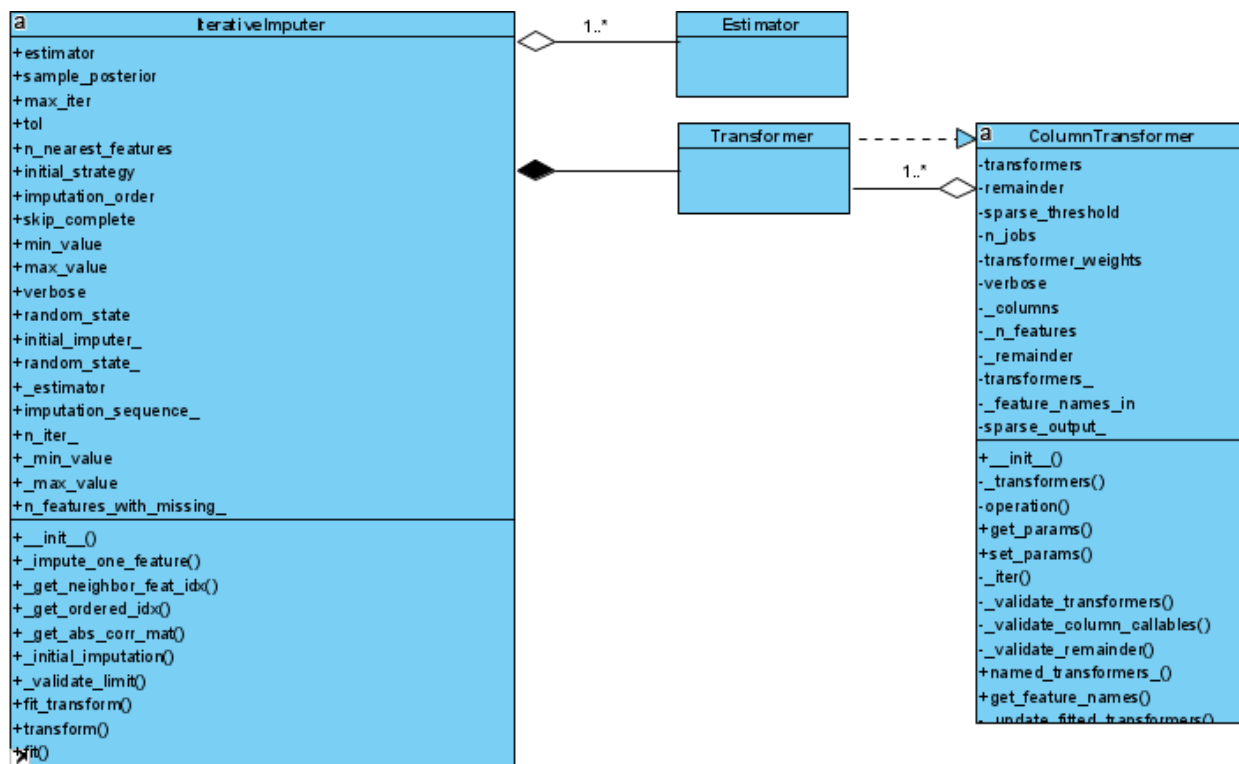 a
IterativeImputer
+estimator
+sample_posterior
+max_iter
+tol
+n_nearest_features
+initial_strategy
+imputation_order
+skip_complete
+min_value
+max_value
+verbose
+random_state
+initial_imputer_
+random_state_
+_estimator
+imputation_sequence_
+n_iter_
+_min_value
+_max_value
+n_features_with_missing_
+__init__()
+_impute_one_feature()
+_get_neighbor_feat_idx()
+_get_ordered_idx()
+_get_abs_corr_mat()
+_initial_imputation()
+_validate_limit()
+fit_transform()
+transform()
+fit()
1..*
Estimator
Transformer
1..*
a
ColumnTransformer
-transformers
-remainder
-sparse_threshold
-n_jobs
-transformer_weights
-verbose
-_columns
-_n_features
-_remainder
-transformers_
-_feature_names_in
-sparse_output_
+__init__()
-_transformers()
-operation()
+get_params()
+set_params()
-_iter()
-_validate_transformers()
-_validate_column_callables()
-_validate_remainder()
+named_transformers_()
+get_feature_names()
-_update_fitted_transformers()